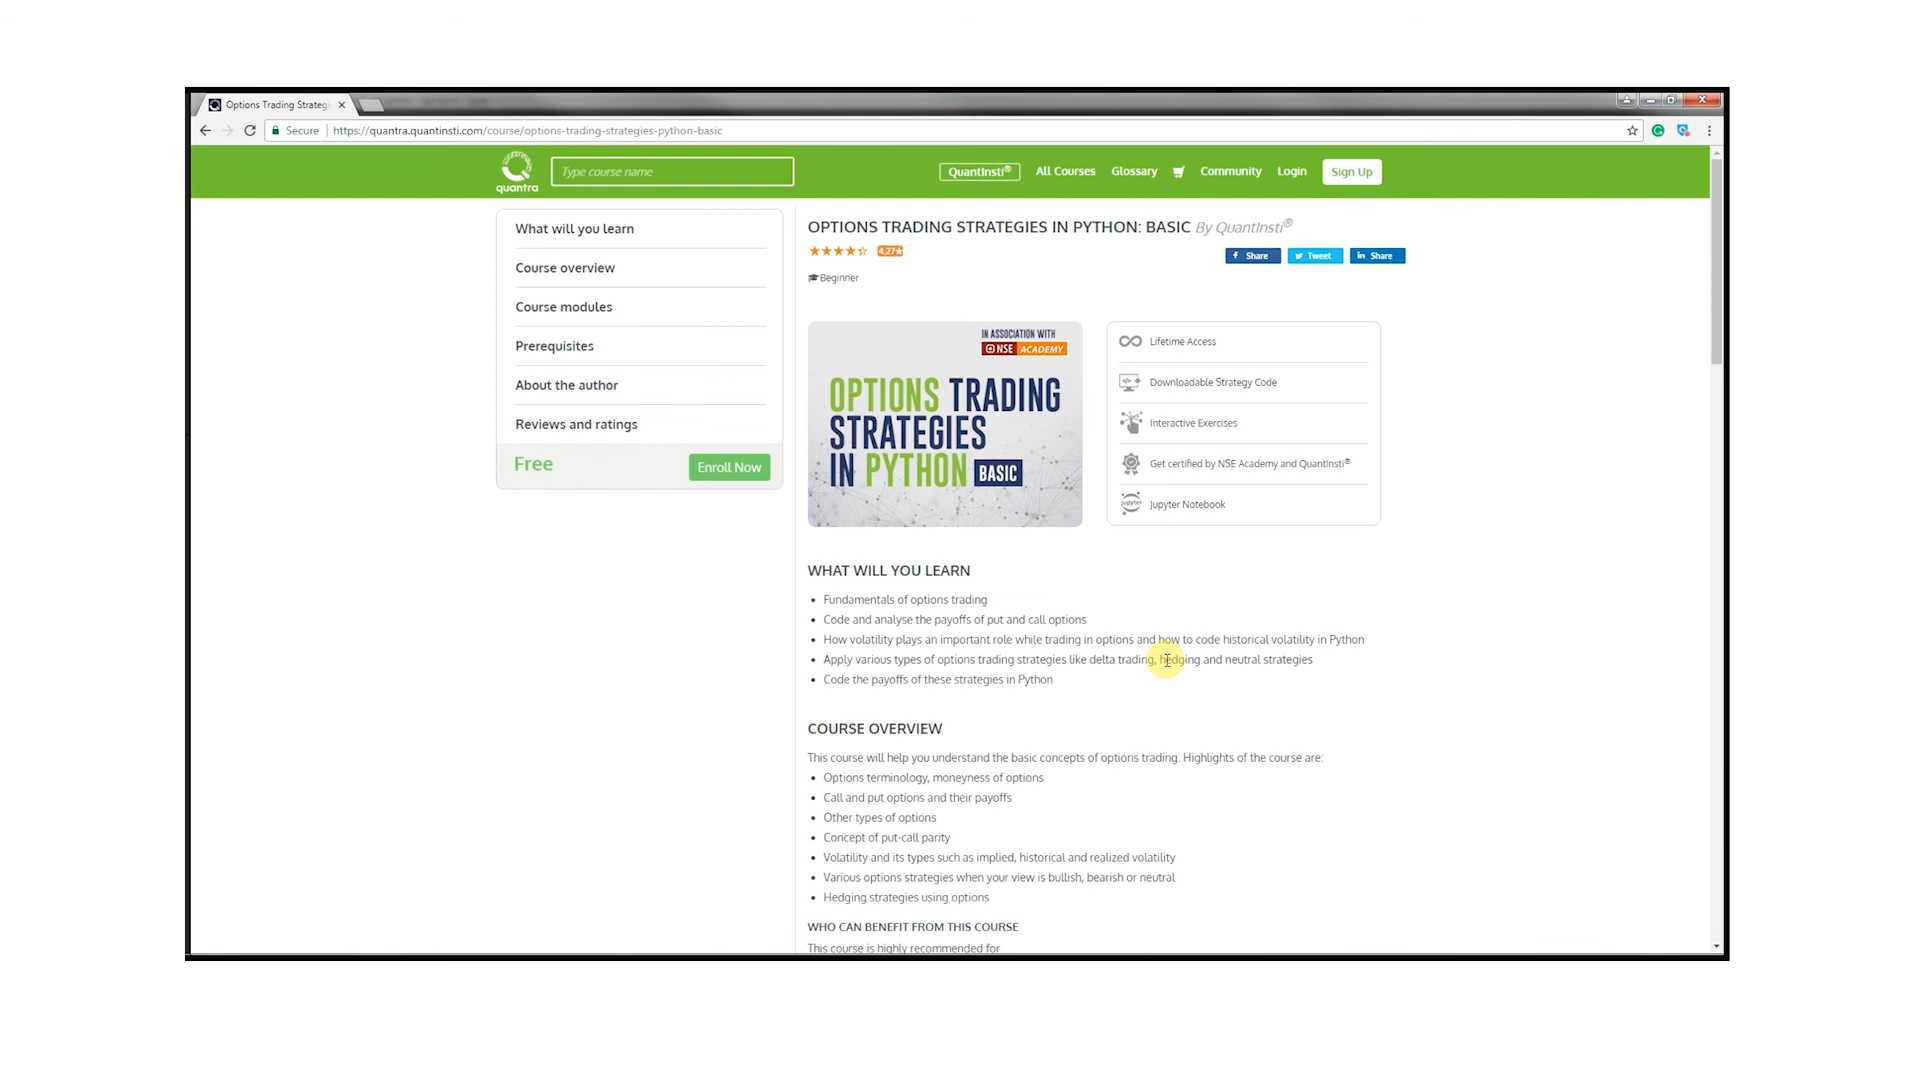 Options Trading Strateg
Secure
https://quantra.quantinsti.com/course/options-trading-strategies-python-basic
quantra
Type course name
QuantInsti®
All Courses
Glossary
Community
Login
Sign Up
What will you learn
Course overview
Course modules
Prerequisites
About the author
Reviews and ratings
Free
Enroll Now
OPTIONS TRADING STRATEGIES IN PYTHON: BASIC By QuantInsti®
4.27★
Share
Tweet
Share
Beginner
IN ASSOCIATION WITH
NSE ACADEMY
OPTIONS TRADING
STRATEGIES
IN PYTHON BASIC
Lifetime Access
Downloadable Strategy Code
Interactive Exercises
Get certified by NSE Academy and QuantInsti®
Jupyter Notebook
WHAT WILL YOU LEARN
• Fundamentals of options trading
• Code and analyse the payoffs of put and call options
• How volatility plays an important role while trading in options and how to code historical volatility in Python
• Apply various types of options trading strategies like delta trading, hedging and neutral strategies
• Code the payoffs of these strategies in Python
COURSE OVERVIEW
This course will help you understand the basic concepts of options trading. Highlights of the course are:
• Options terminology, moneyness of options
• Call and put options and their payoffs
• Other types of options
• Concept of put-call parity
• Volatility and its types such as implied, historical and realized volatility
• Various options strategies when your view is bullish, bearish or neutral
• Hedging strategies using options
WHO CAN BENEFIT FROM THIS COURSE
This course is highly recommended for